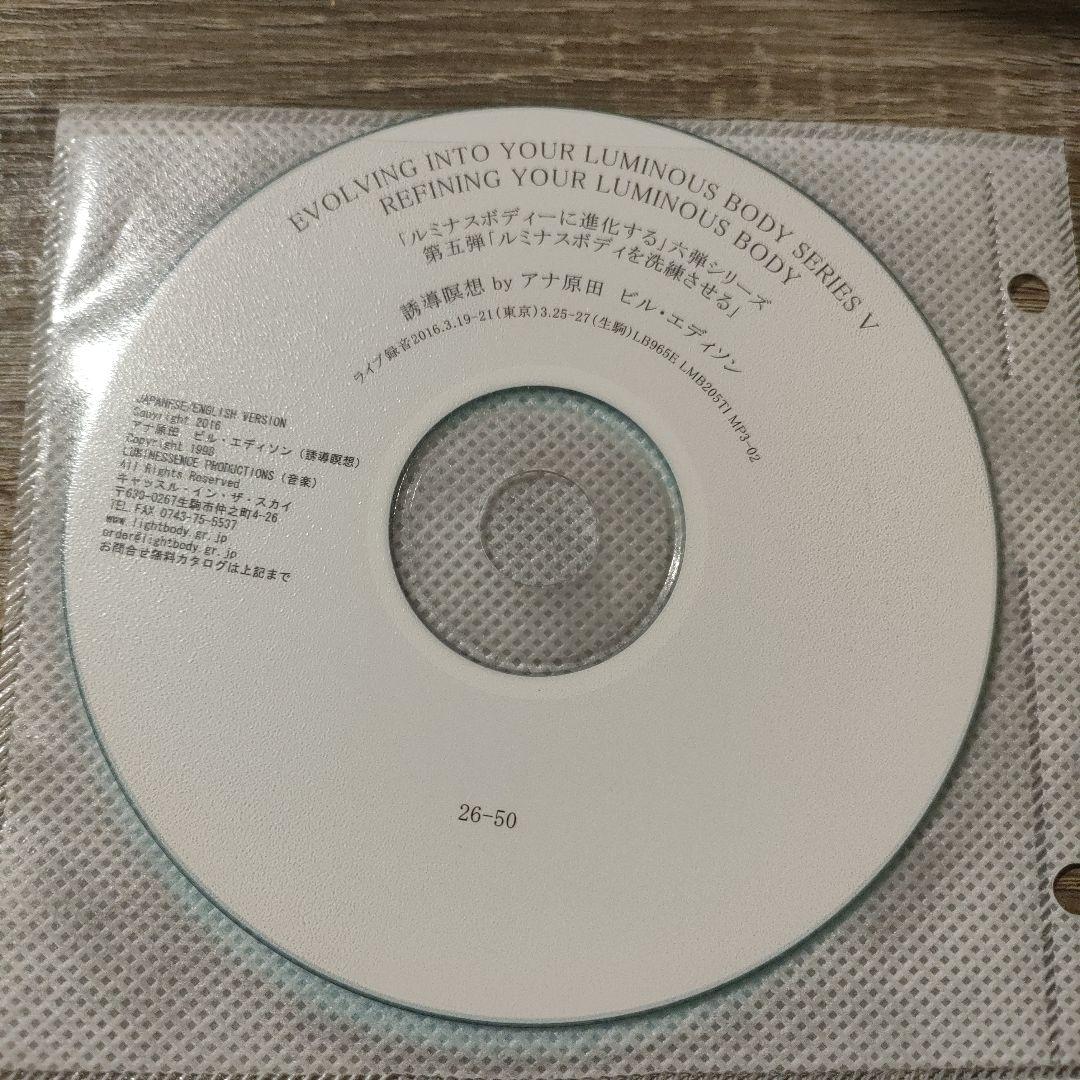 EVOLVING INTO YOUR LUMINOUS BODY SERIES V
REFINING YOUR LUMINOUS BODY
「ルミナスボディーに進化する」六弾シリーズ
第五弾「ルミナスボディを洗練させる」
誘導瞑想 by アナ原田 ビル・エディソン
ライブ録音2016.3.19-21(東京)3.25-27(生駒)LB965E LMB205TI MP3-02
JAPANESE/ENGLISH VERSION
Copyright 2016
アナ原田 ビル・エディソン (誘導瞑想)
Copyright 1998
LUMINESSENCE PRODUCTIONS (音楽)
All Rights Reserved
キャッスル・イン・ザ・スカイ
〒630-0267生駒市仲之町4-26
TEL.FAX 0743-75-5537
www.lightbody.gr.jp
order@lightbody.gr.jp
お問合せ無料カタログは上記まで
26-50